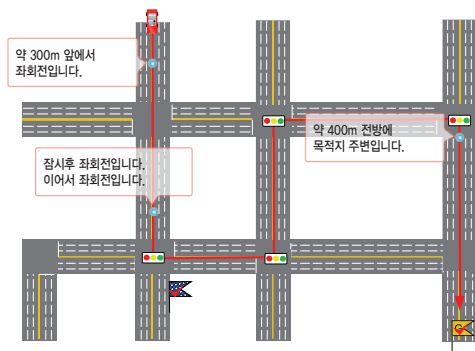 약 300m 앞에서
좌회전입니다.
약 400m 전방에
목적지 주변입니다.
잠시후 좌회전입니다.
이어서 좌회전입니다.
G